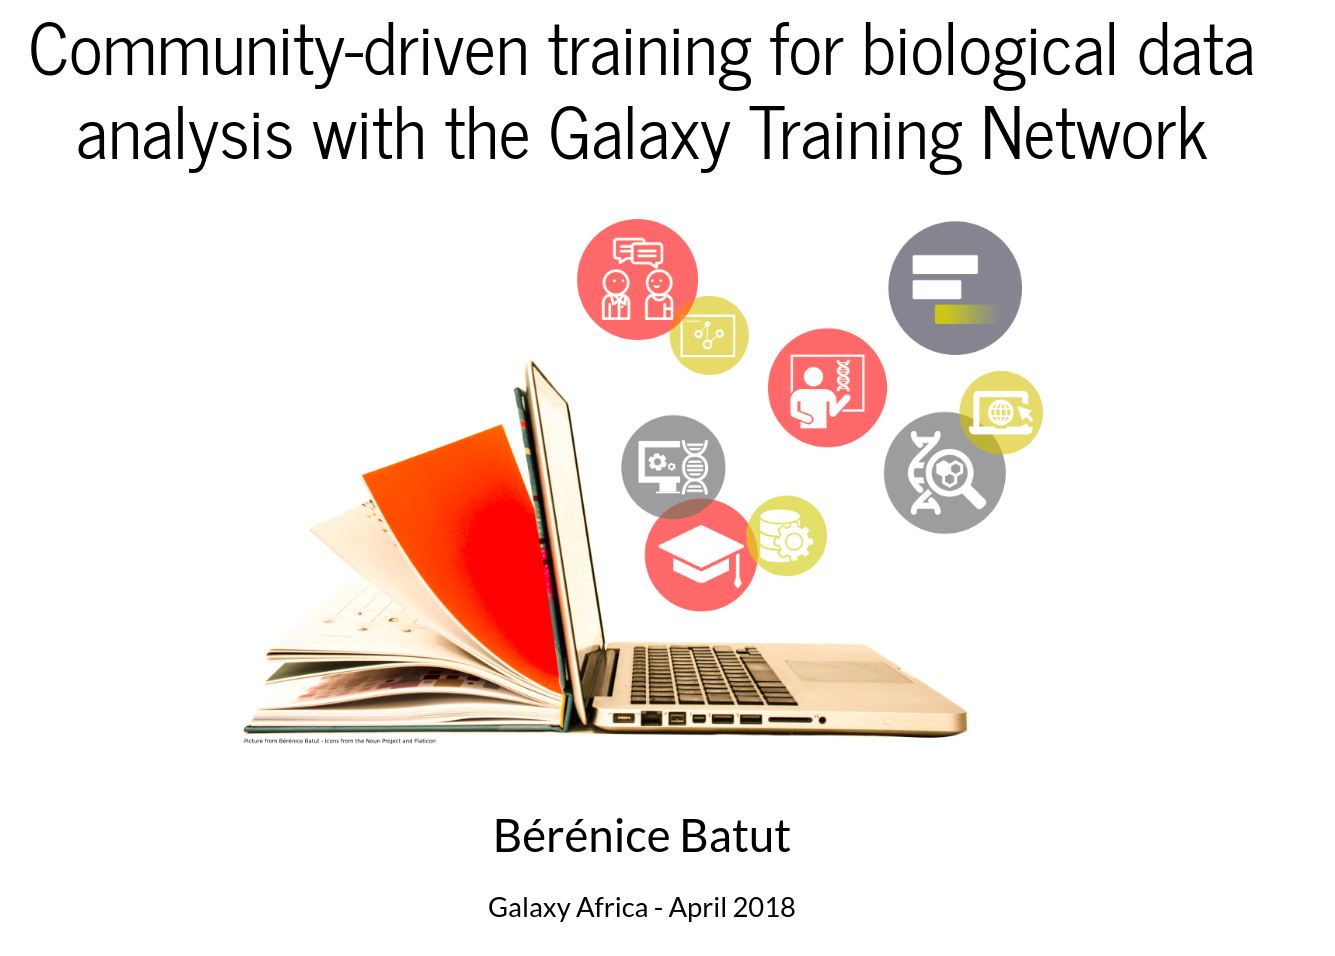 Community-driven training for biological data
analysis with the Galaxy Training Network
Picture from Bérénice Batut - Icons from the Noun Project and Flaticon
Bérénice Batut
Galaxy Africa - April 2018